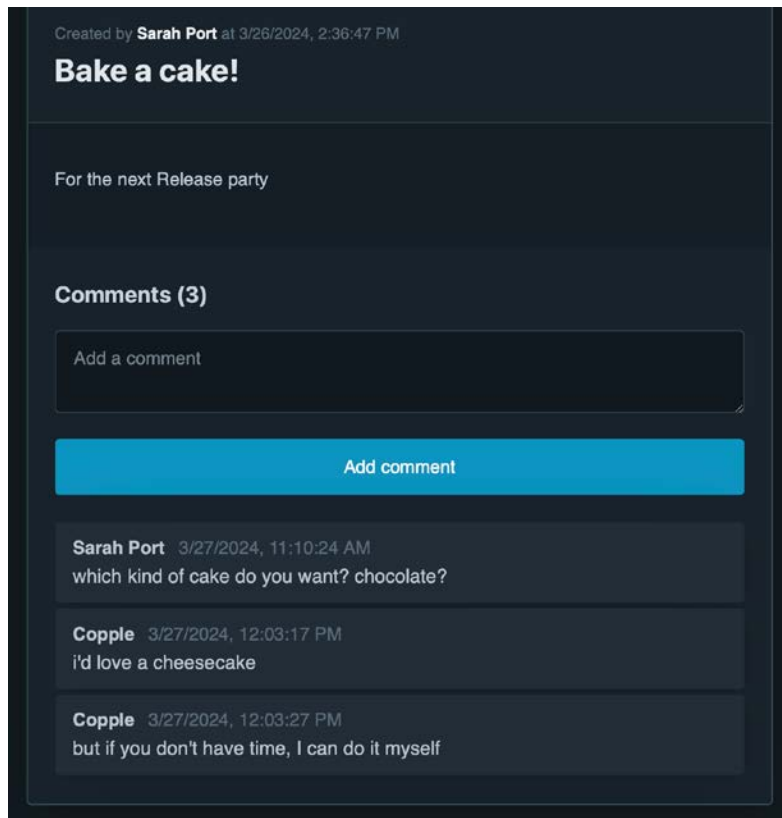 Created by Sarah Port at 3/26/2024, 2:36:47 PM
Bake a cake!
For the next Release party
Comments (3)
Add a comment
Add comment
Sarah Port 3/27/2024, 11:10:24 AM
which kind of cake do you want? chocolate?
Copple 3/27/2024, 12:03:17 PM
i'd love a cheesecake
Copple 3/27/2024, 12:03:27 PM
but if you don't have time, I can do it myself